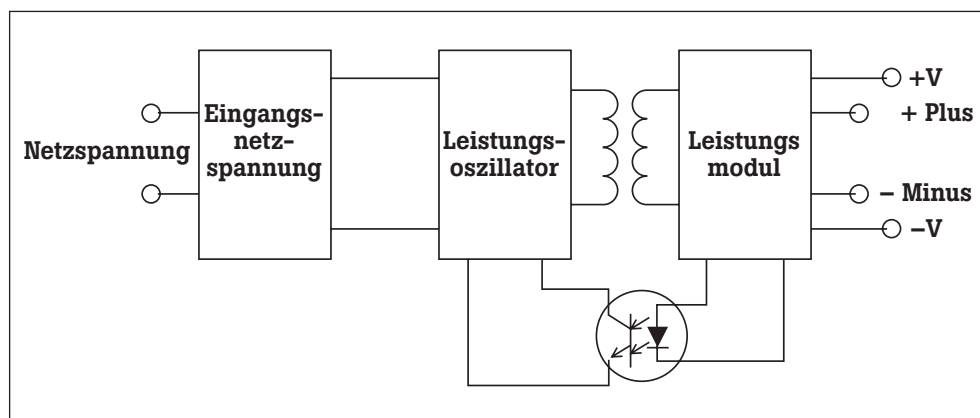 Netzspannung
Eingangs-
netz-
spannung
Leistungs-
oszillator
Leistungs
modul
+V
+ Plus
– Minus
–V